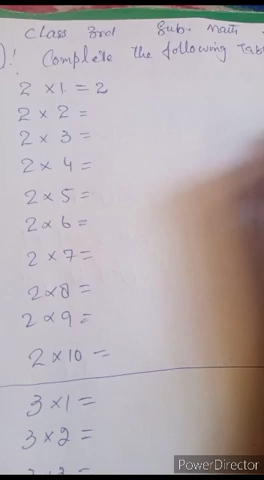 Class 3rd Sub. Math
Complete the following Tab
2 × 1 = 2
2 × 2 =
2 × 3 =
2 × 4 =
2 × 5 =
2 × 6 =
2 × 7 =
2 × 8 =
2 × 9 =
2 × 10 =
3 × 1 =
3 × 2 =
PowerDirector